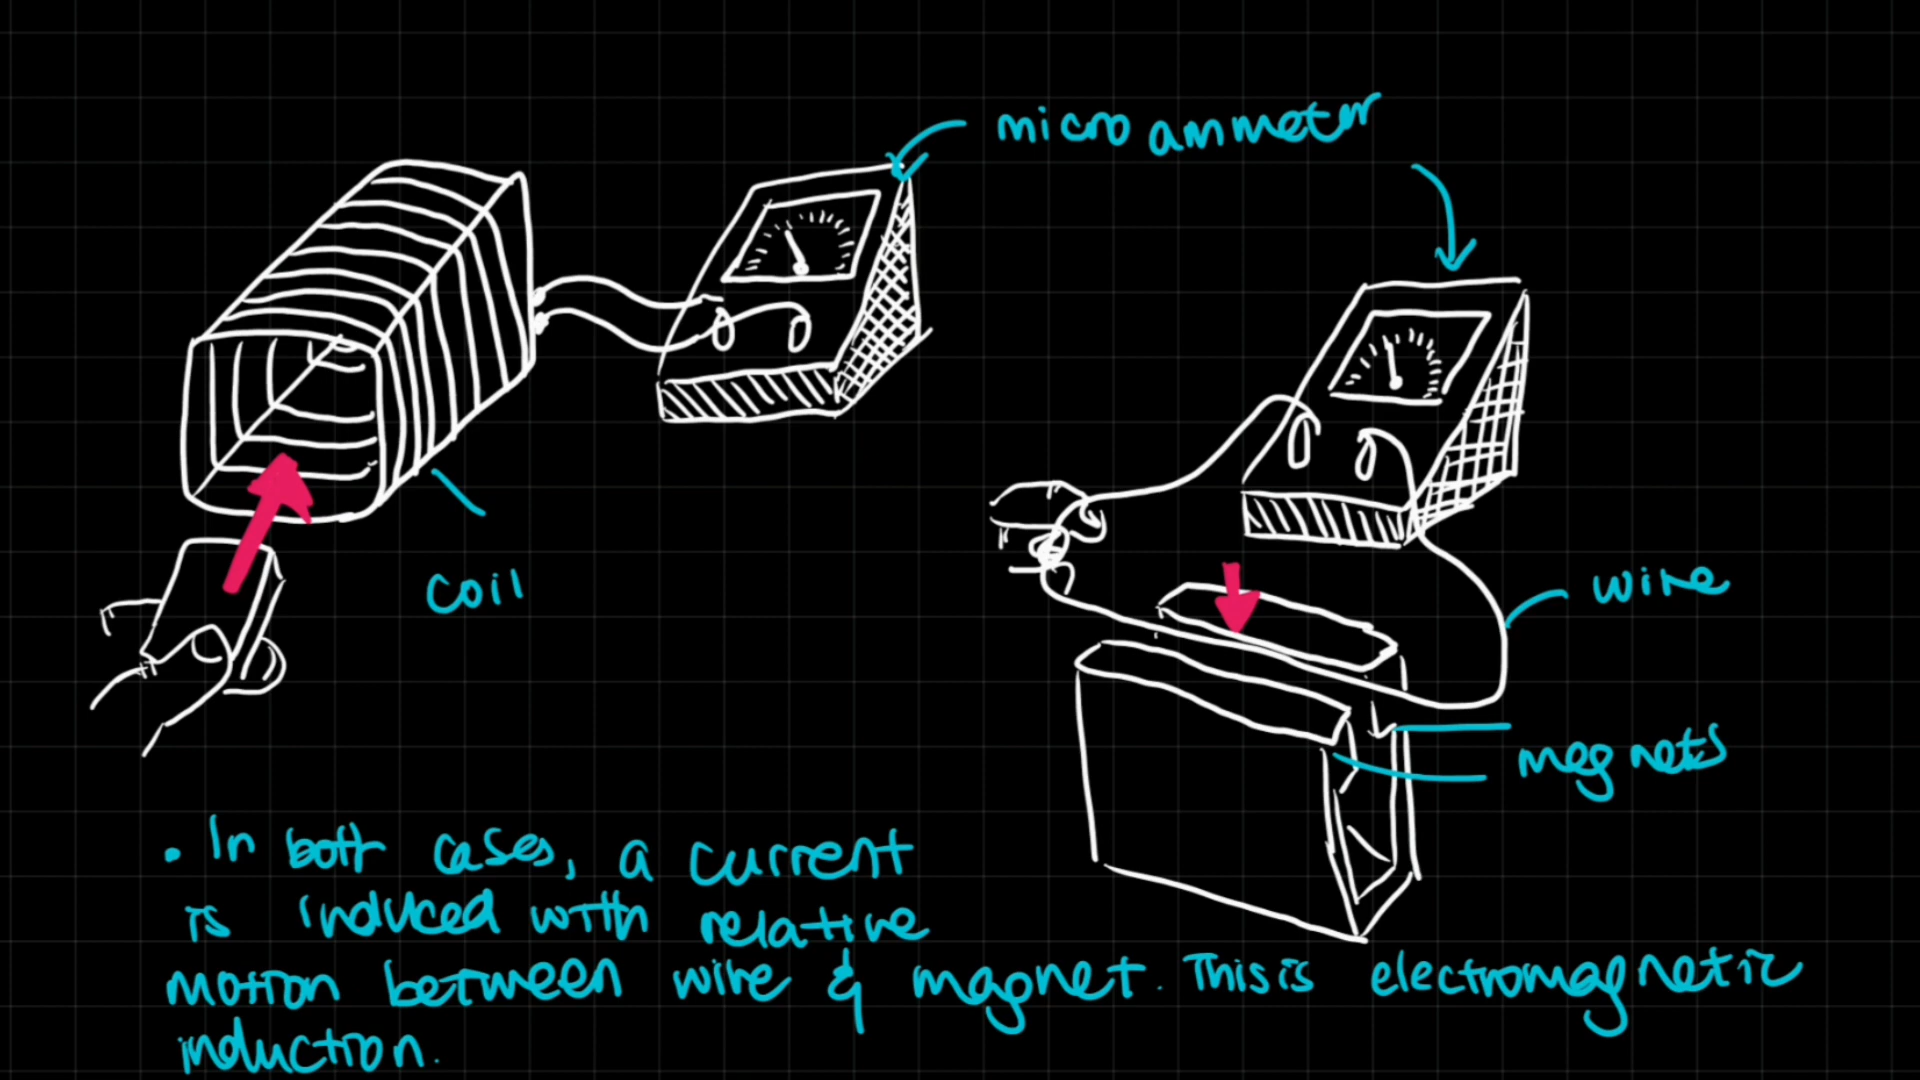 micro ammeter
coil
wire
magnets
• In both cases, a current
is induced with relative
motion between wire & magnet. This is electromagnetic
induction.